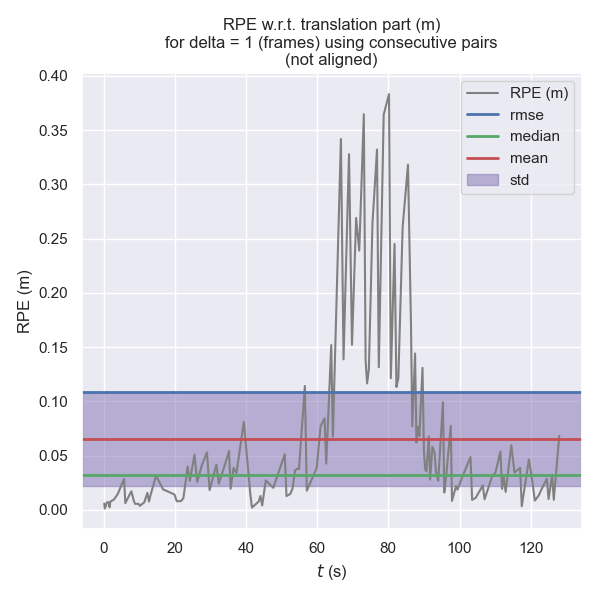 RPE w.r.t. translation part (m)
for delta = 1 (frames) using consecutive pairs
(not aligned)
0.40
0.35
0.30
0.25
0.20
0.15
0.10
0.05
0.00
RPE (m)
RPE (m)
rmse
median
mean
std
0 20 40 60 80 100 120
t (s)